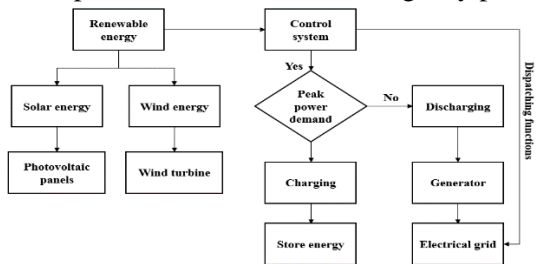 Renewable
energy
Control
system
Yes
Solar energy
Wind energy
Peak
power
demand
No
Discharging
Dispatching functions
Photovoltaic
panels
Wind turbine
Charging
Generator
Store energy
Electrical grid